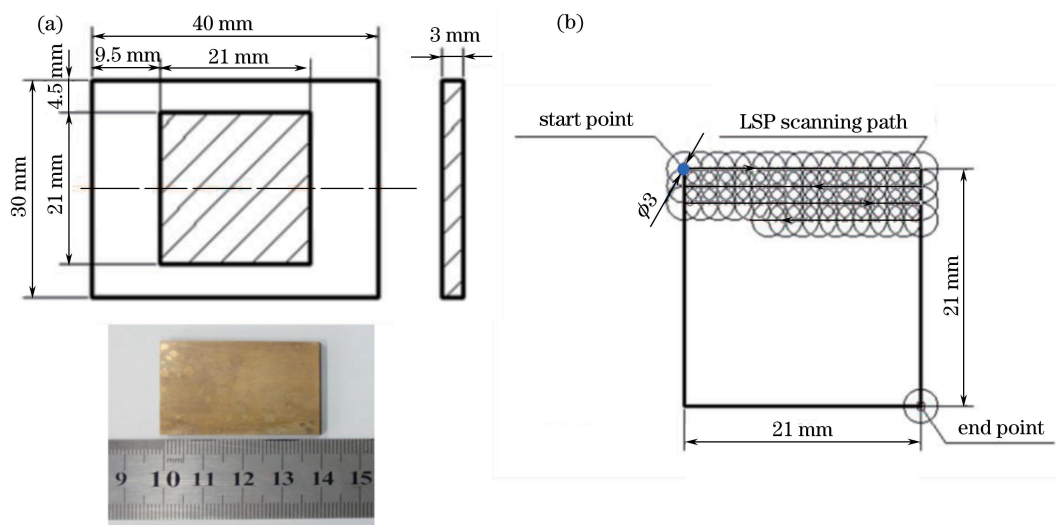 (a)
40 mm
9.5 mm
21 mm
3 mm
4.5 mm
21 mm
30 mm
mm
9 10 11 12 13 14 15
(b)
start point
LSP scanning path
ϕ3
21 mm
21 mm
end point